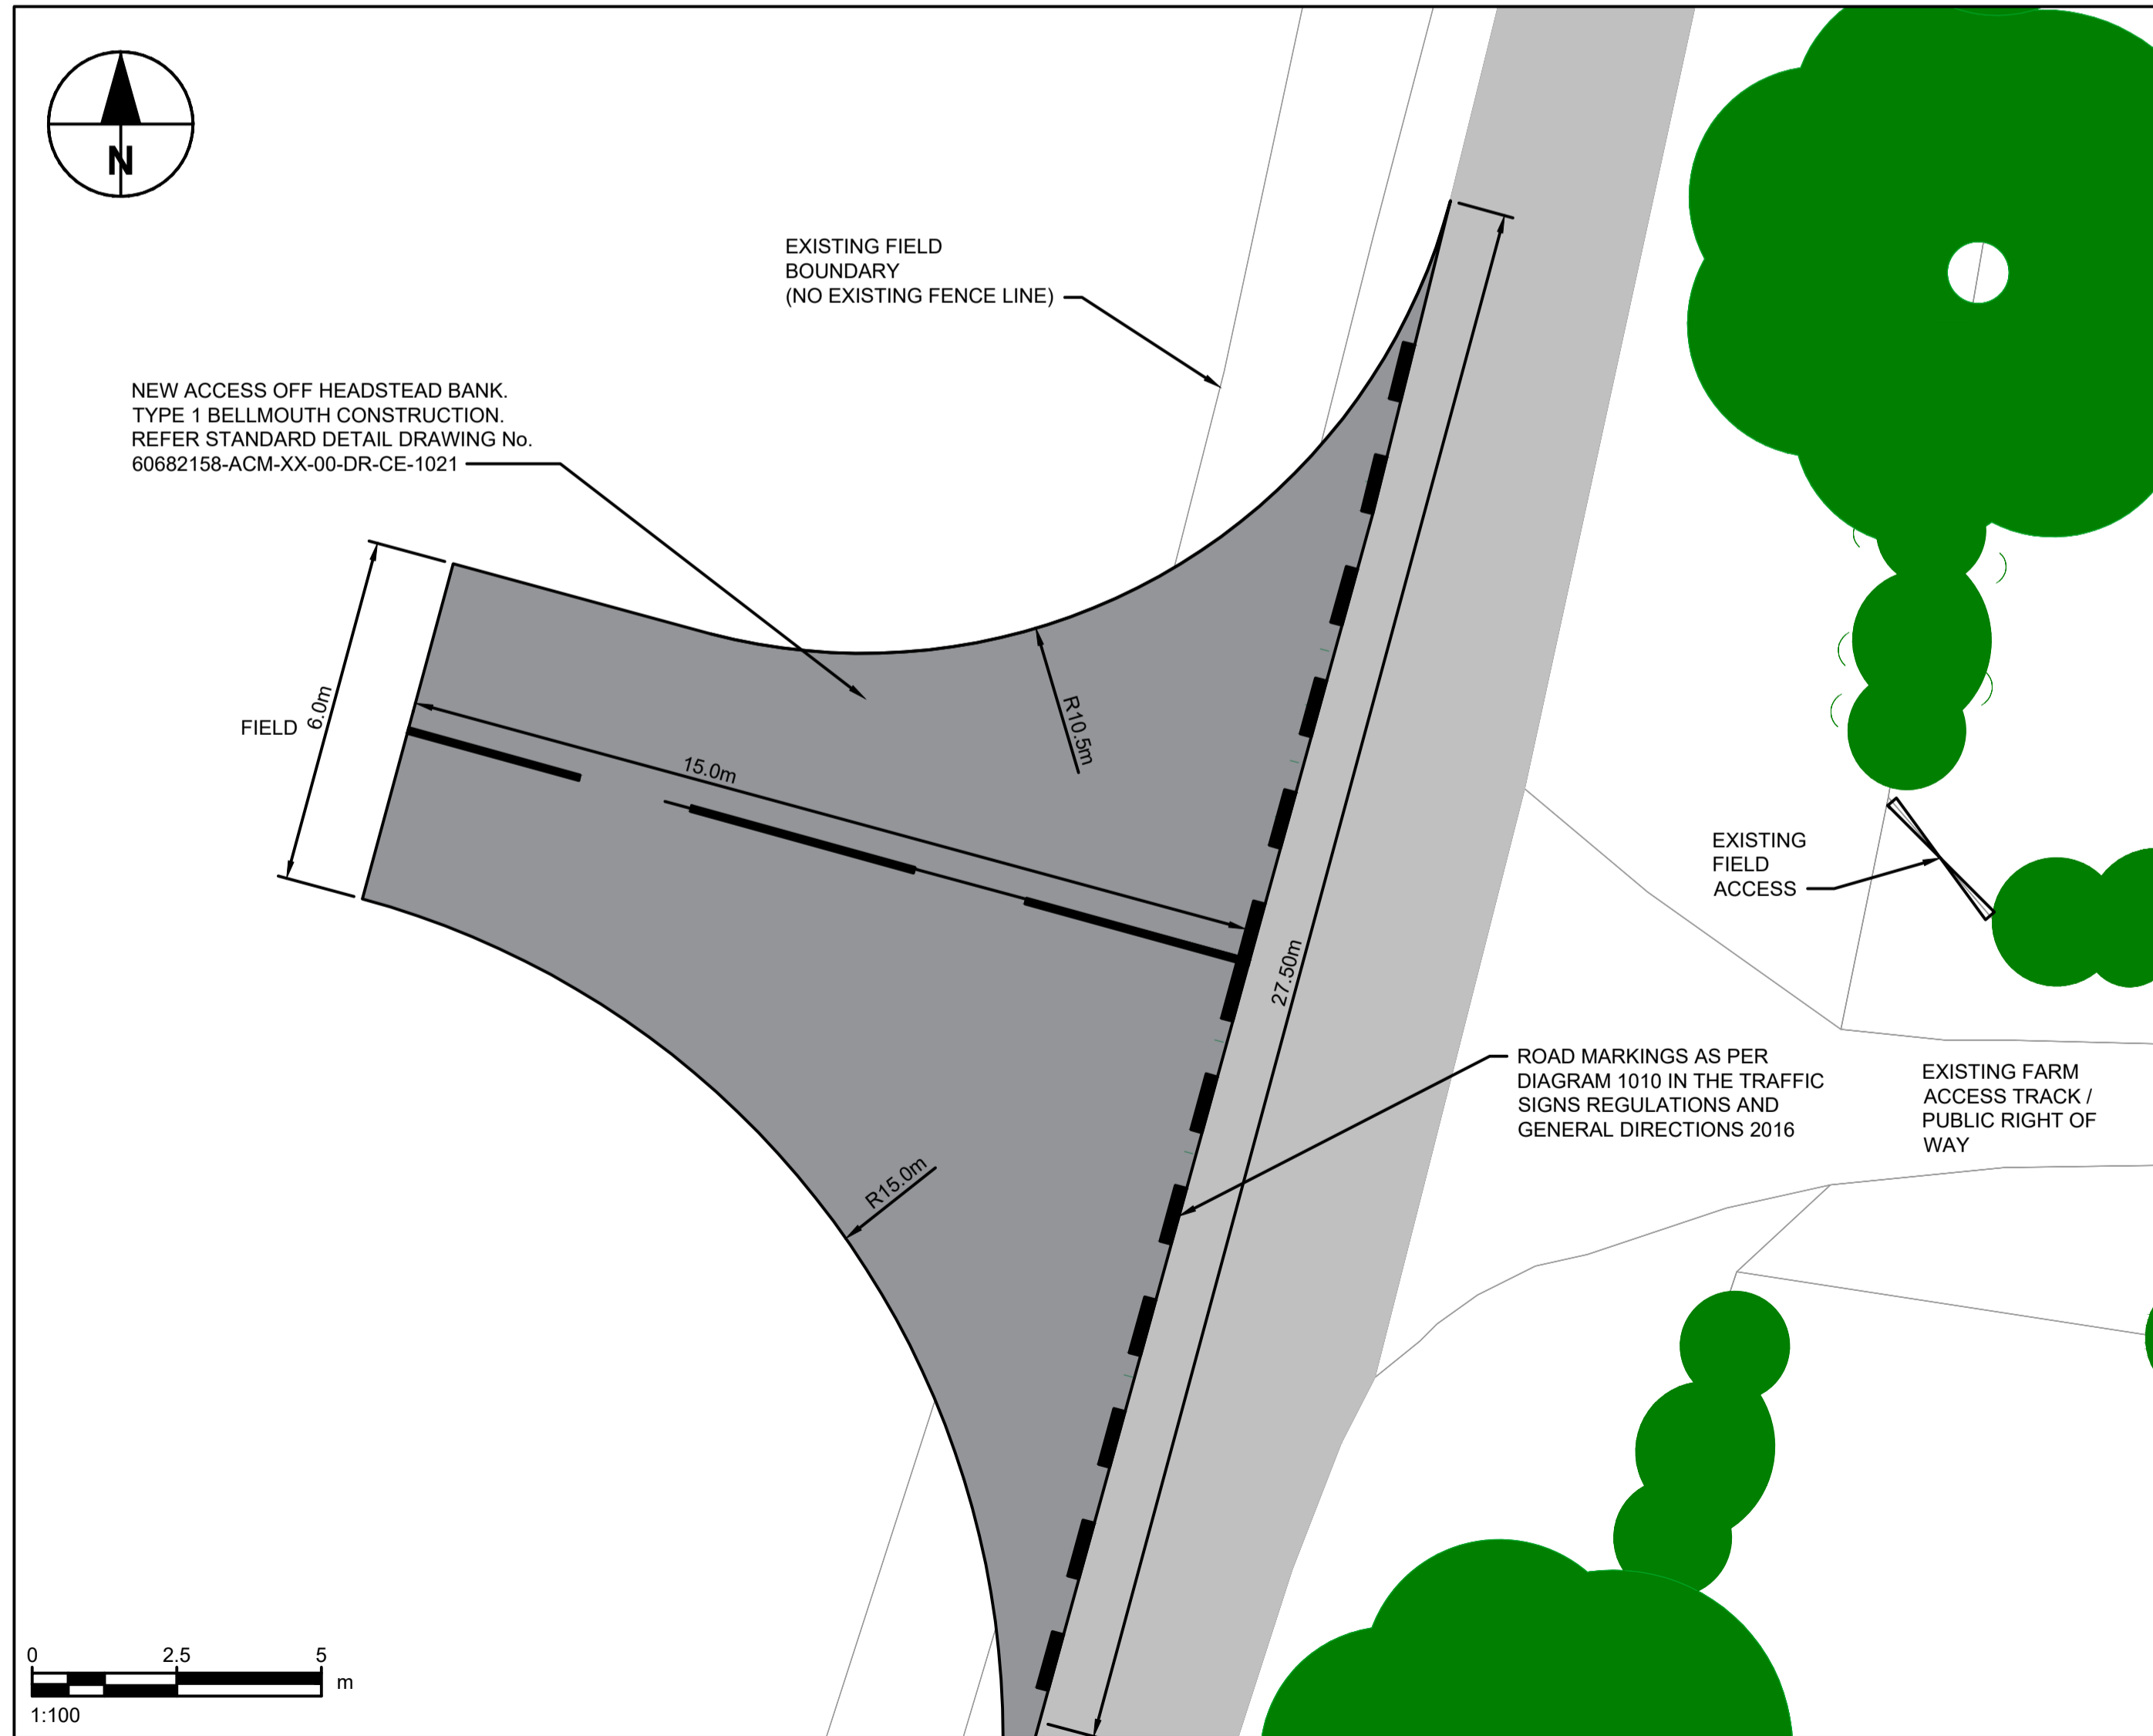 N
EXISTING FIELD
BOUNDARY
(NO EXISTING FENCE LINE)
NEW ACCESS OFF HEADSTEAD BANK.
TYPE 1 BELLMOUTH CONSTRUCTION.
REFER STANDARD DETAIL DRAWING No.
60682158-ACM-XX-00-DR-CE-1021
FIELD
6.0m
15.0m
R10.5m
27.50m
EXISTING
FIELD
ACCESS
ROAD MARKINGS AS PER
DIAGRAM 1010 IN THE TRAFFIC
SIGNS REGULATIONS AND
GENERAL DIRECTIONS 2016
EXISTING FARM
ACCESS TRACK /
PUBLIC RIGHT OF
WAY
R15.0m
0 2.5 5
m
1:100